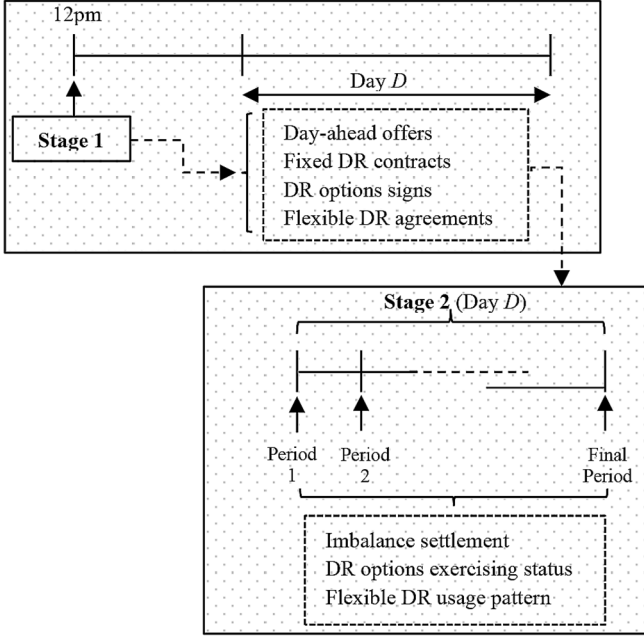 12pm
Day D
Stage 1
Day-ahead offers
Fixed DR contracts
DR options signs
Flexible DR agreements
Stage 2 (Day D)
Period
1
Period
2
Final
Period
Imbalance settlement
DR options exercising status
Flexible DR usage pattern